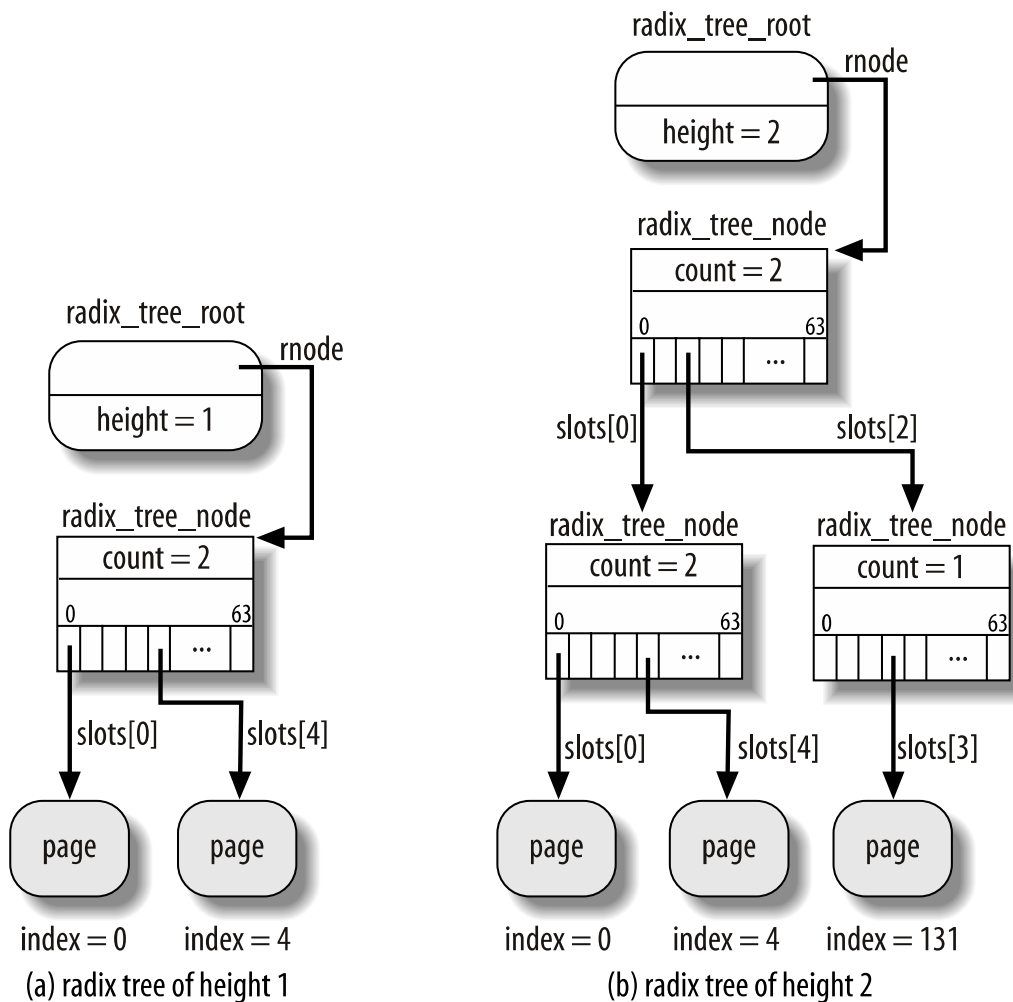 radix_tree_root
rnode
height = 1
radix_tree_node
count = 2
0 63
...
slots[0] slots[4]
page page
index = 0 index = 4
(a) radix tree of height 1
radix_tree_root
rnode
height = 2
radix_tree_node
count = 2
0 63
...
slots[0] slots[2]
radix_tree_node radix_tree_node
count = 2 count = 1
0 63 0 63
... ...
slots[0] slots[4] slots[3]
page page page
index = 0 index = 4 index = 131
(b) radix tree of height 2